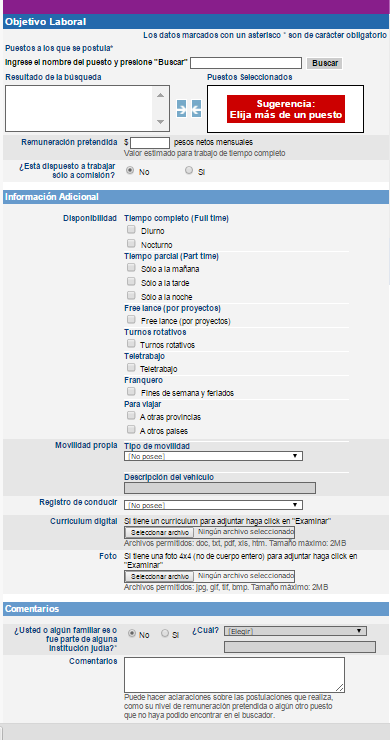 Objetivo Laboral
Los datos marcados con un asterisco * son de carácter obligatorio
Puestos a los que se postula*
Ingrese el nombre del puesto y presione "Buscar"
Buscar
Resultado de la búsqueda
Puestos Seleccionados
Sugerencia:
Elija más de un puesto
Remuneración pretendida $ pesos netos mensuales
Valor estimado para trabajo de tiempo completo
¿Está dispuesto a trabajar
sólo a comisión?
No
Si
Información Adicional
Disponibilidad
Tiempo completo (Full time)
Diurno
Nocturno
Tiempo parcial (Part time)
Sólo a la mañana
Sólo a la tarde
Sólo a la noche
Free lance (por proyectos)
Free lance (por proyectos)
Turnos rotativos
Turnos rotativos
Teletrabajo
Teletrabajo
Franquero
Fines de semana y feriados
Para viajar
A otras provincias
A otros paises
Movilidad propia
Tipo de movilidad
[No posee]
Descripción del vehículo
Registro de conducir
[No posee]
Curriculum digital
Si tiene un curriculum para adjuntar haga click en "Examinar"
Seleccionar archivo
Ningún archivo seleccionado
Archivos permitidos: doc, txt, pdf, xls, htm. Tamaño máximo: 2MB
Foto
Si tiene una foto 4x4 (no de cuerpo entero) para adjuntar haga click en
"Examinar"
Seleccionar archivo
Ningún archivo seleccionado
Archivos permitidos: jpg, gif, tif, bmp. Tamaño máximo: 2MB
Comentarios
¿Usted o algún familiar es o
fue parte de alguna
institución judía?*
No
Si
¿Cuál?
[Elegir]
Comentarios
Puede hacer aclaraciones sobre las postulaciones que realiza,
como su nivel de remuneración pretendida o algún otro puesto
que no haya podido encontrar en el buscador.